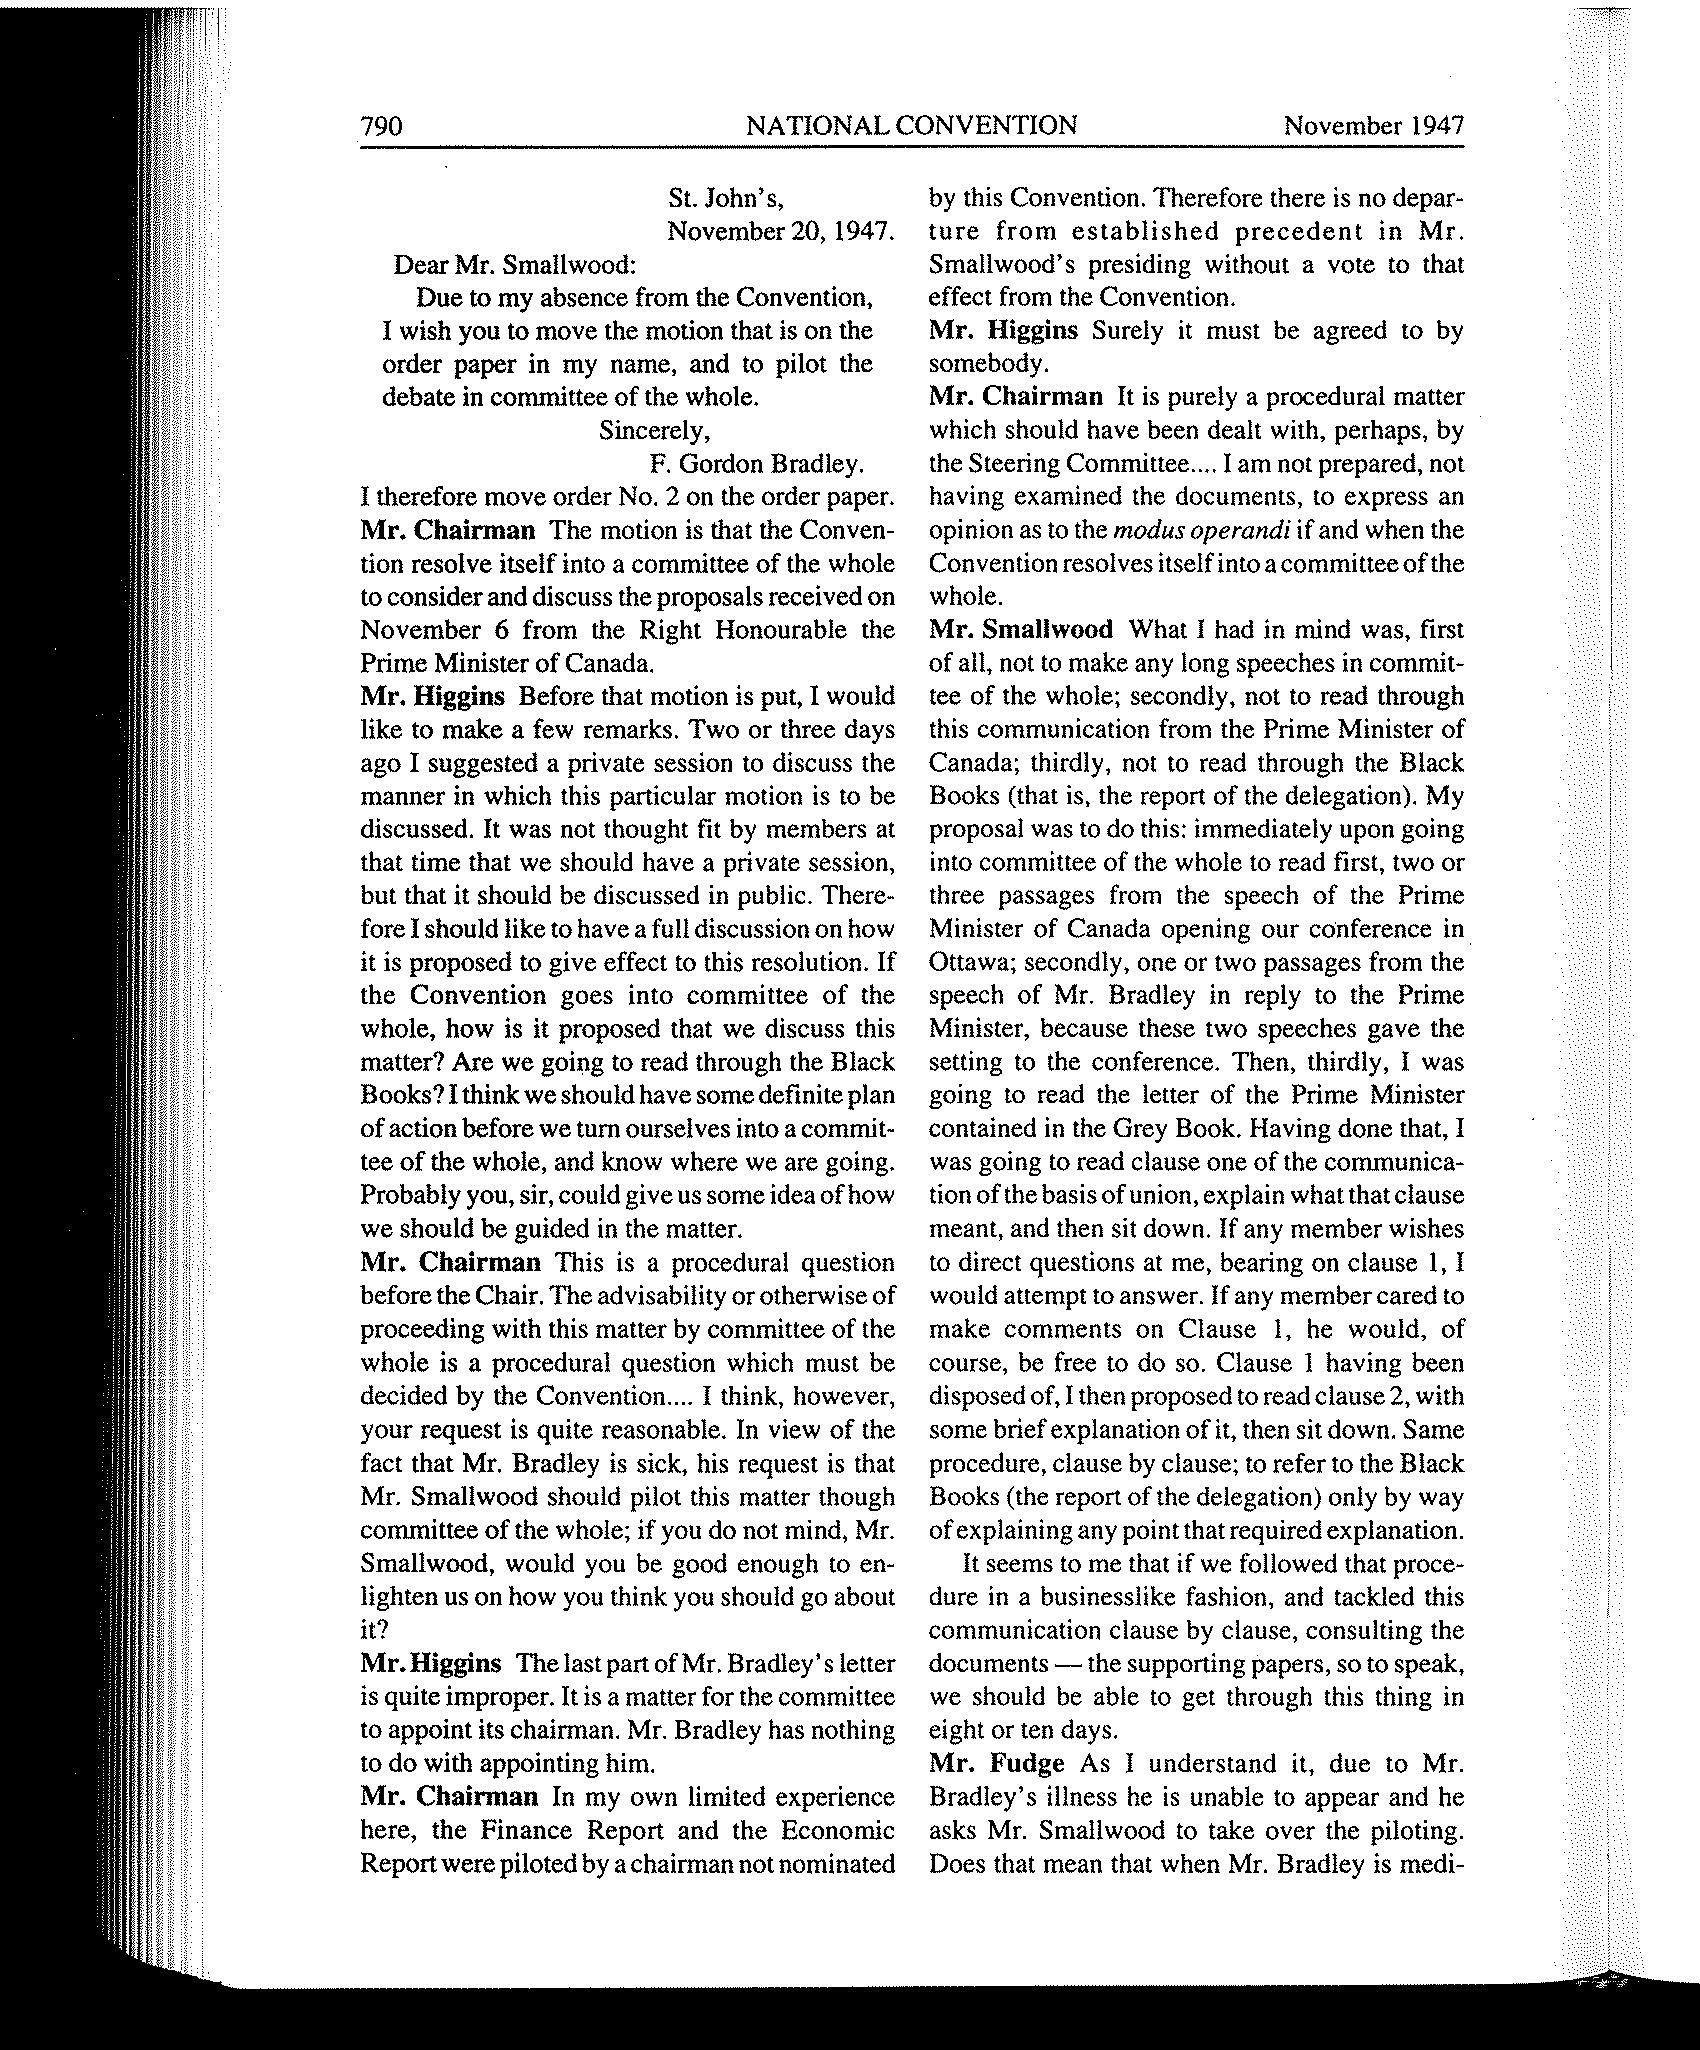 790 NATIONAL CONVENTION November 1947
St. John's,
November 20, 1947.
Dear Mr. Smallwood:
Due to my absence from the Convention,
I wish you to move the motion that is on the
order paper in my name, and to pilot the
debate in committee of the whole.
Sincerely,
F. Gordon Bradley.
I therefore move order No. 2 on the order paper.
Mr. Chairman The motion is that the Conven-
tion resolve itself into a committee of the whole
to consider and discuss the proposals received on
November 6 from the Right Honourable the
Prime Minister of Canada.
Mr. Higgins Before that motion is put, I would
like to make a few remarks. Two or three days
ago I suggested a private session to discuss the
manner in which this particular motion is to be
discussed. It was not thought fit by members at
that time that we should have a private session,
but that it should be discussed in public. There-
fore I should like to have a full discussion on how
it is proposed to give effect to this resolution. If
the Convention goes into committee of the
whole, how is it proposed that we discuss this
matter? Are we going to read through the Black
Books? I think we should have some definite plan
of action before we turn ourselves into a commit-
tee of the whole, and know where we are going.
Probably you, sir, could give us some idea of how
we should be guided in the matter.
Mr. Chairman This is a procedural question
before the Chair. The advisability or otherwise of
proceeding with this matter by committee of the
whole is a procedural question which must be
decided by the Convention.... I think, however,
your request is quite reasonable. In view of the
fact that Mr. Bradley is sick, his request is that
Mr. Smallwood should pilot this matter though
committee of the whole; if you do not mind, Mr.
Smallwood, would you be good enough to en-
lighten us on how you think you should go about
it?
Mr. Higgins The last part of Mr. Bradley's letter
is quite improper. It is a matter for the committee
to appoint its chairman. Mr. Bradley has nothing
to do with appointing him.
Mr. Chairman In my own limited experience
here, the Finance Report and the Economic
Report were piloted by a chairman not nominated
by this Convention. Therefore there is no depar-
ture from established precedent in Mr.
Smallwood's presiding without a vote to that
effect from the Convention.
Mr. Higgins Surely it must be agreed to by
somebody.
Mr. Chairman It is purely a procedural matter
which should have been dealt with, perhaps, by
the Steering Committee.... I am not prepared, not
having examined the documents, to express an
opinion as to the modus operandi if and when the
Convention resolves itself into a committee of the
whole.
Mr. Smallwood What I had in mind was, first
of all, not to make any long speeches in commit-
tee of the whole; secondly, not to read through
this communication from the Prime Minister of
Canada; thirdly, not to read through the Black
Books (that is, the report of the delegation). My
proposal was to do this: immediately upon going
into committee of the whole to read first, two or
three passages from the speech of the Prime
Minister of Canada opening our conference in
Ottawa; secondly, one or two passages from the
speech of Mr. Bradley in reply to the Prime
Minister, because these two speeches gave the
setting to the conference. Then, thirdly, I was
going to read the letter of the Prime Minister
contained in the Grey Book. Having done that, I
was going to read clause one of the communica-
tion of the basis of union, explain what that clause
meant, and then sit down. If any member wishes
to direct questions at me, bearing on clause 1, I
would attempt to answer. If any member cared to
make comments on Clause 1, he would, of
course, be free to do so. Clause 1 having been
disposed of, I then proposed to read clause 2, with
some brief explanation of it, then sit down. Same
procedure, clause by clause; to refer to the Black
Books (the report of the delegation) only by way
of explaining any point that required explanation.
It seems to me that if we followed that proce-
dure in a businesslike fashion, and tackled this
communication clause by clause, consulting the
documents — the supporting papers, so to speak,
we should be able to get through this thing in
eight or ten days.
Mr. Fudge As I understand it, due to Mr.
Bradley's illness he is unable to appear and he
asks Mr. Smallwood to take over the piloting.
Does that mean that when Mr. Bradley is medi-